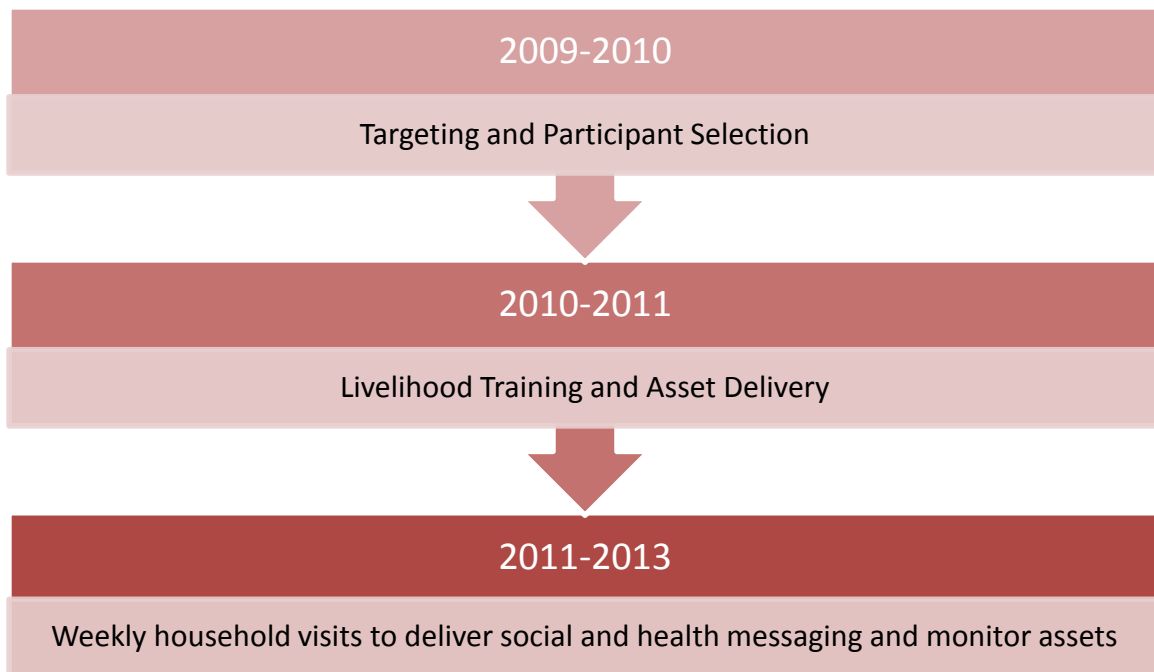 2009-2010
Targeting and Participant Selection
2010-2011
Livelihood Training and Asset Delivery
2011-2013
Weekly household visits to deliver social and health messaging and monitor assets